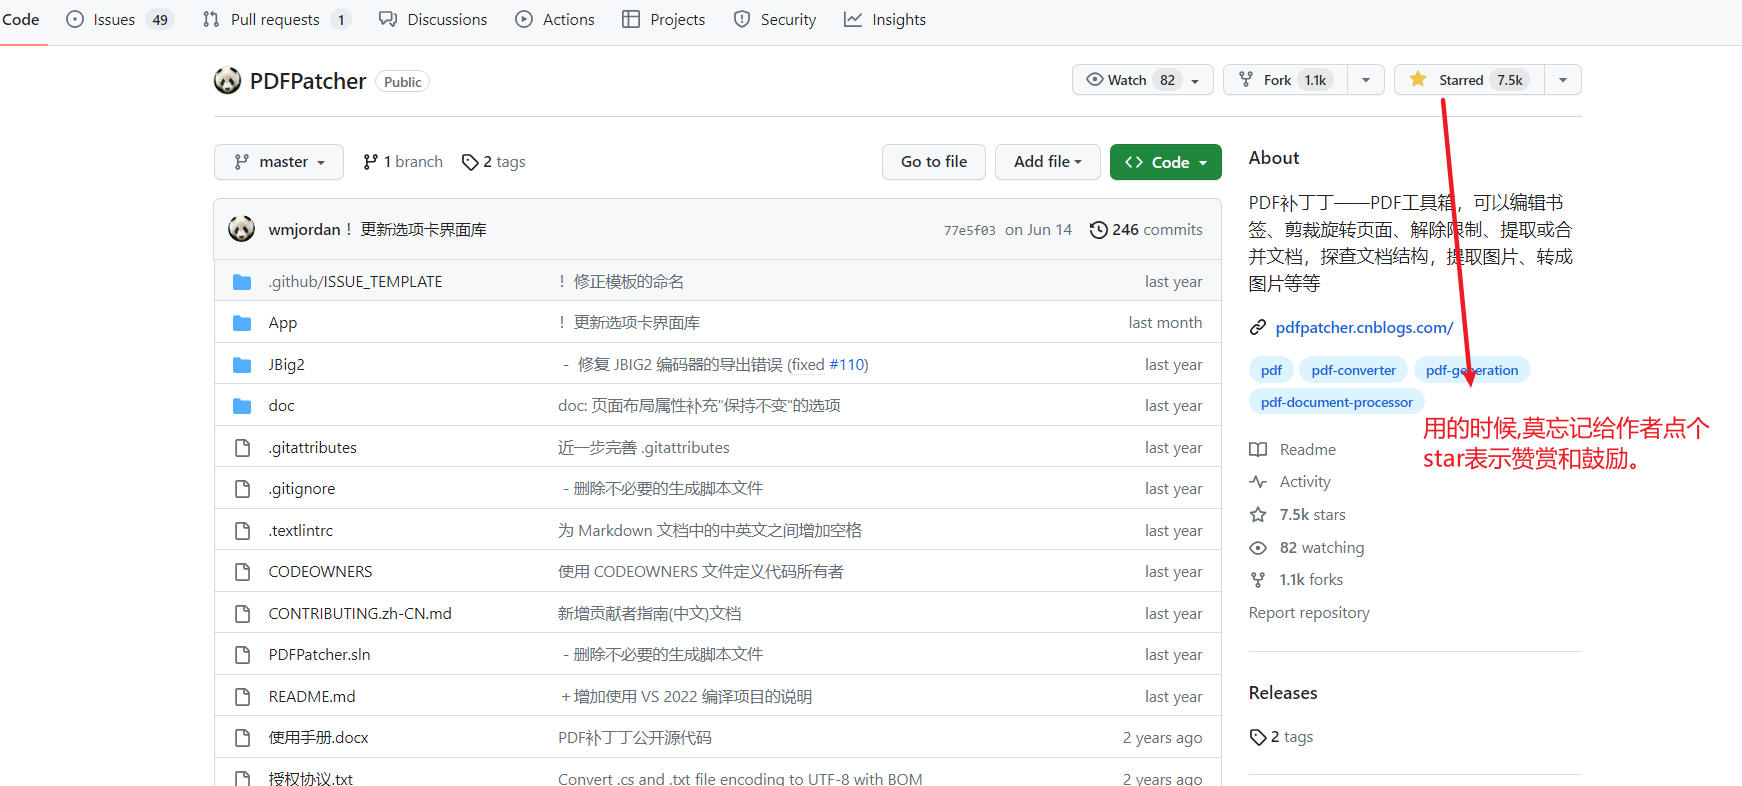 Code Issues 49 Pull requests 1 Discussions Actions Projects Security Insights
PDFPatcher Public Watch 82 Fork 1.1k Starred 7.5k
master 1 branch 2 tags Go to file Add file Code
wmjordan ！更新选项卡界面库 77e5f03 on Jun 14 246 commits
.github/ISSUE_TEMPLATE ！修正模板的命名 last year
App ！更新选项卡界面库 last month
JBig2 - 修复 JBIG2 编码器的导出错误 (fixed #110) last year
doc doc: 页面布局属性补充"保持不变"的选项 last year
.gitattributes 近一步完善 .gitattributes last year
.gitignore - 删除不必要的生成脚本文件 last year
.textlintrc 为 Markdown 文档中的中英文之间增加空格 last year
CODEOWNERS 使用 CODEOWNERS 文件定义代码所有者 last year
CONTRIBUTING.zh-CN.md 新增贡献者指南(中文)文档 last year
PDFPatcher.sln - 删除不必要的生成脚本文件 last year
README.md + 增加使用 VS 2022 编译项目的说明 last year
使用手册.docx PDF补丁丁公开源代码 2 years ago
授权协议.txt Convert .cs and .txt file encoding to UTF-8 with BOM 2 years ago
About
PDF补丁丁——PDF工具箱，可以编辑书
签、剪裁旋转页面、解除限制、提取或合
并文档，探查文档结构，提取图片、转成
图片等等
pdfpatcher.cnblogs.com/
pdf pdf-converter pdf-generation
pdf-document-processor
用的时候,莫忘记给作者点个
star表示赞赏和鼓励。
Readme
Activity
7.5k stars
82 watching
1.1k forks
Report repository
Releases
2 tags